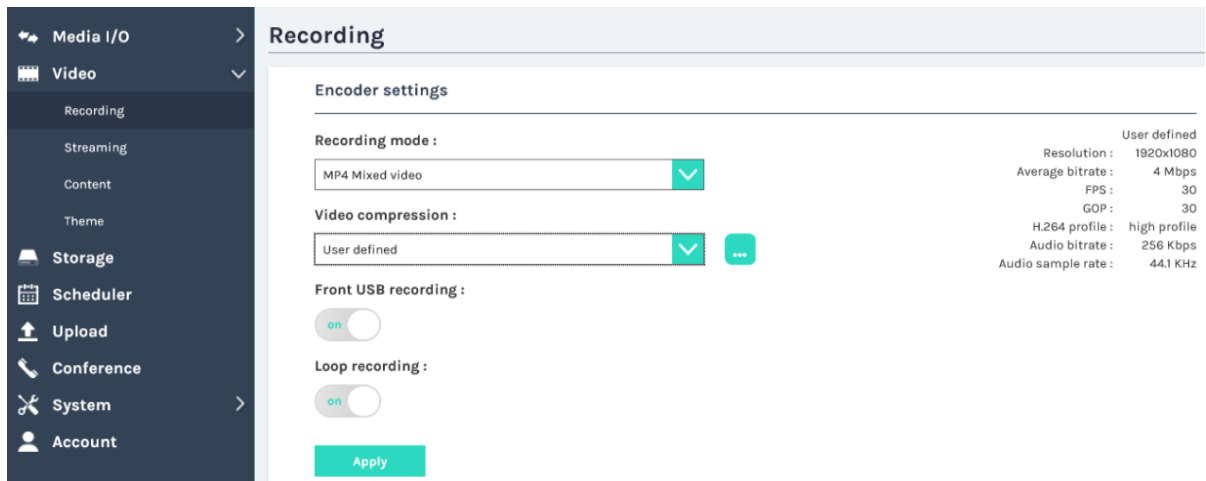 Media I/O
Video
Recording
Streaming
Content
Theme
Storage
Scheduler
Upload
Conference
System
Account
Recording
Encoder settings
Recording mode :
MP4 Mixed video
Video compression :
User defined
...
Front USB recording :
on
Loop recording :
on
Apply
User defined
Resolution : 1920x1080
Average bitrate : 4 Mbps
FPS : 30
GOP : 30
H.264 profile : high profile
Audio bitrate : 256 Kbps
Audio sample rate : 44.1 KHz